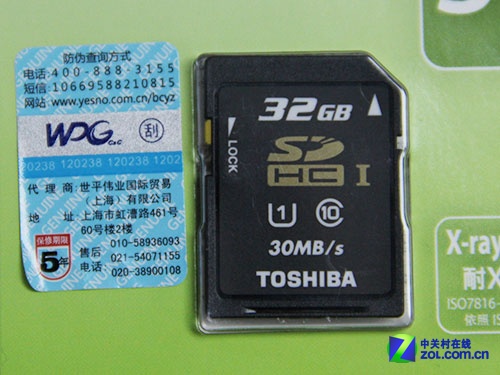 防伪查询方式
电话:400-888-3155
短信:10669588210815
网站:www.yesno.com.cn/bcyz
WPG C&C 刮
120238 120238 120238 120238
代 理 商: 世平伟业国际贸易
(上海)有限公司
地 址: 上海市虹漕路461号
60号楼2楼
保修期限
5年
售后
电话
010-58936093
021-54071155
020-38900108
32GB
LOCK
SD
HC I
1 10
30MB/s
TOSHIBA
X-ray
耐X
ISO7816-
依照 IS
中关村在线
ZOL.com.cn